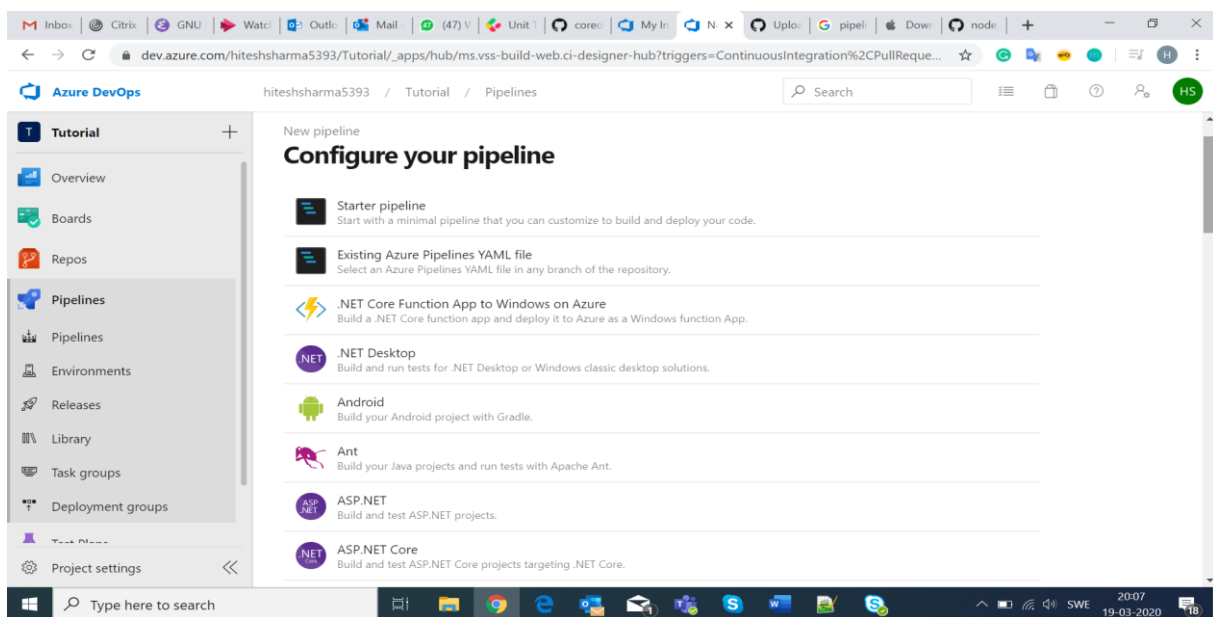 Inbox
Citrix
GNU
Watch
Outlo
Mail -
(47) V
Unit T
corec
My In
N
Uploa
G pipeli
Dowr
node.
dev.azure.com/hiteshsharma5393/Tutorial/_apps/hub/ms.vss-build-web.ci-designer-hub?triggers=ContinuousIntegration%2CPullReque...
H
Azure DevOps
hiteshsharma5393 / Tutorial / Pipelines
Search
HS
T Tutorial
Overview
Boards
Repos
Pipelines
Pipelines
Environments
Releases
Library
Task groups
Deployment groups
Test Plans
Project settings
New pipeline
Configure your pipeline
Starter pipeline
Start with a minimal pipeline that you can customize to build and deploy your code.
Existing Azure Pipelines YAML file
Select an Azure Pipelines YAML file in any branch of the repository.
.NET Core Function App to Windows on Azure
Build a .NET Core function app and deploy it to Azure as a Windows function App.
.NET
.NET Desktop
Build and run tests for .NET Desktop or Windows classic desktop solutions.
Android
Build your Android project with Gradle.
Ant
Build your Java projects and run tests with Apache Ant.
ASP .NET
ASP.NET
Build and test ASP.NET projects.
.NET Core
ASP.NET Core
Build and test ASP.NET Core projects targeting .NET Core.
Type here to search
SWE
20:07
19-03-2020
18